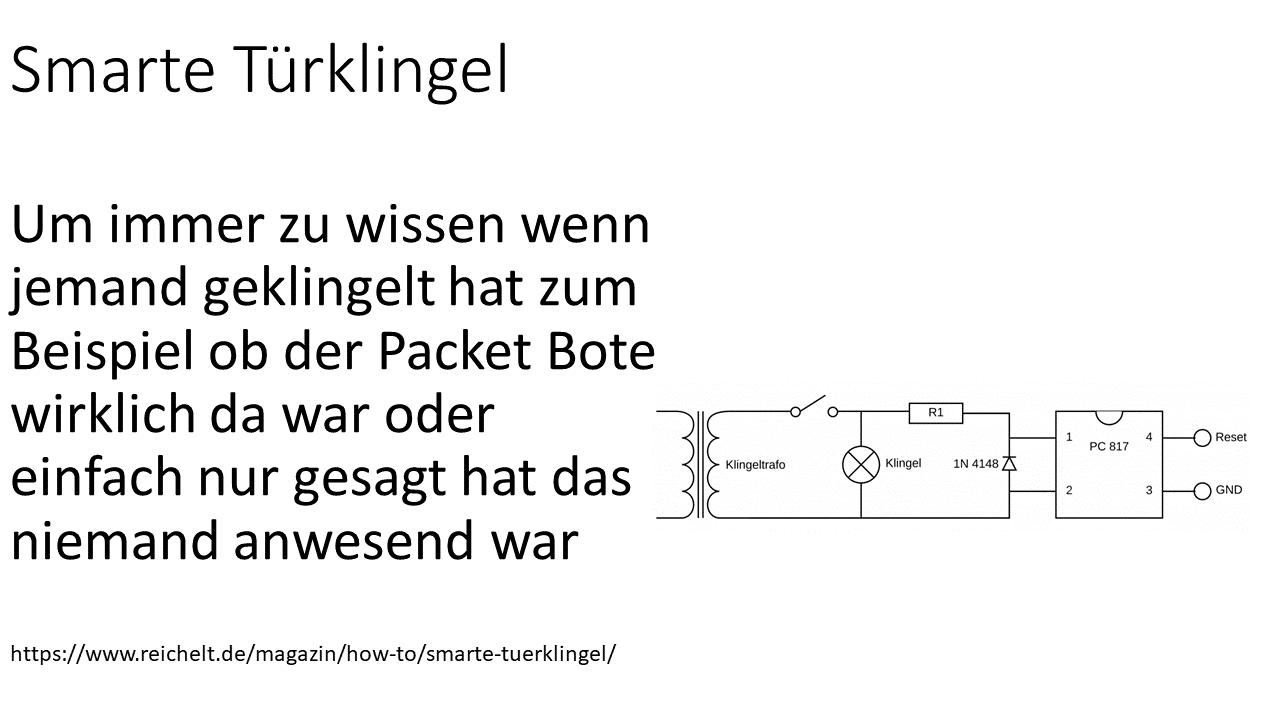 Smarte Türklingel
Um immer zu wissen wenn
jemand geklingelt hat zum
Beispiel ob der Packet Bote
wirklich da war oder
einfach nur gesagt hat das
niemand anwesend war
R1
Klingeltrafo
Klingel
1N 4148
1
4
PC 817
2
3
Reset
GND
https://www.reichelt.de/magazin/how-to/smarte-tuerklingel/